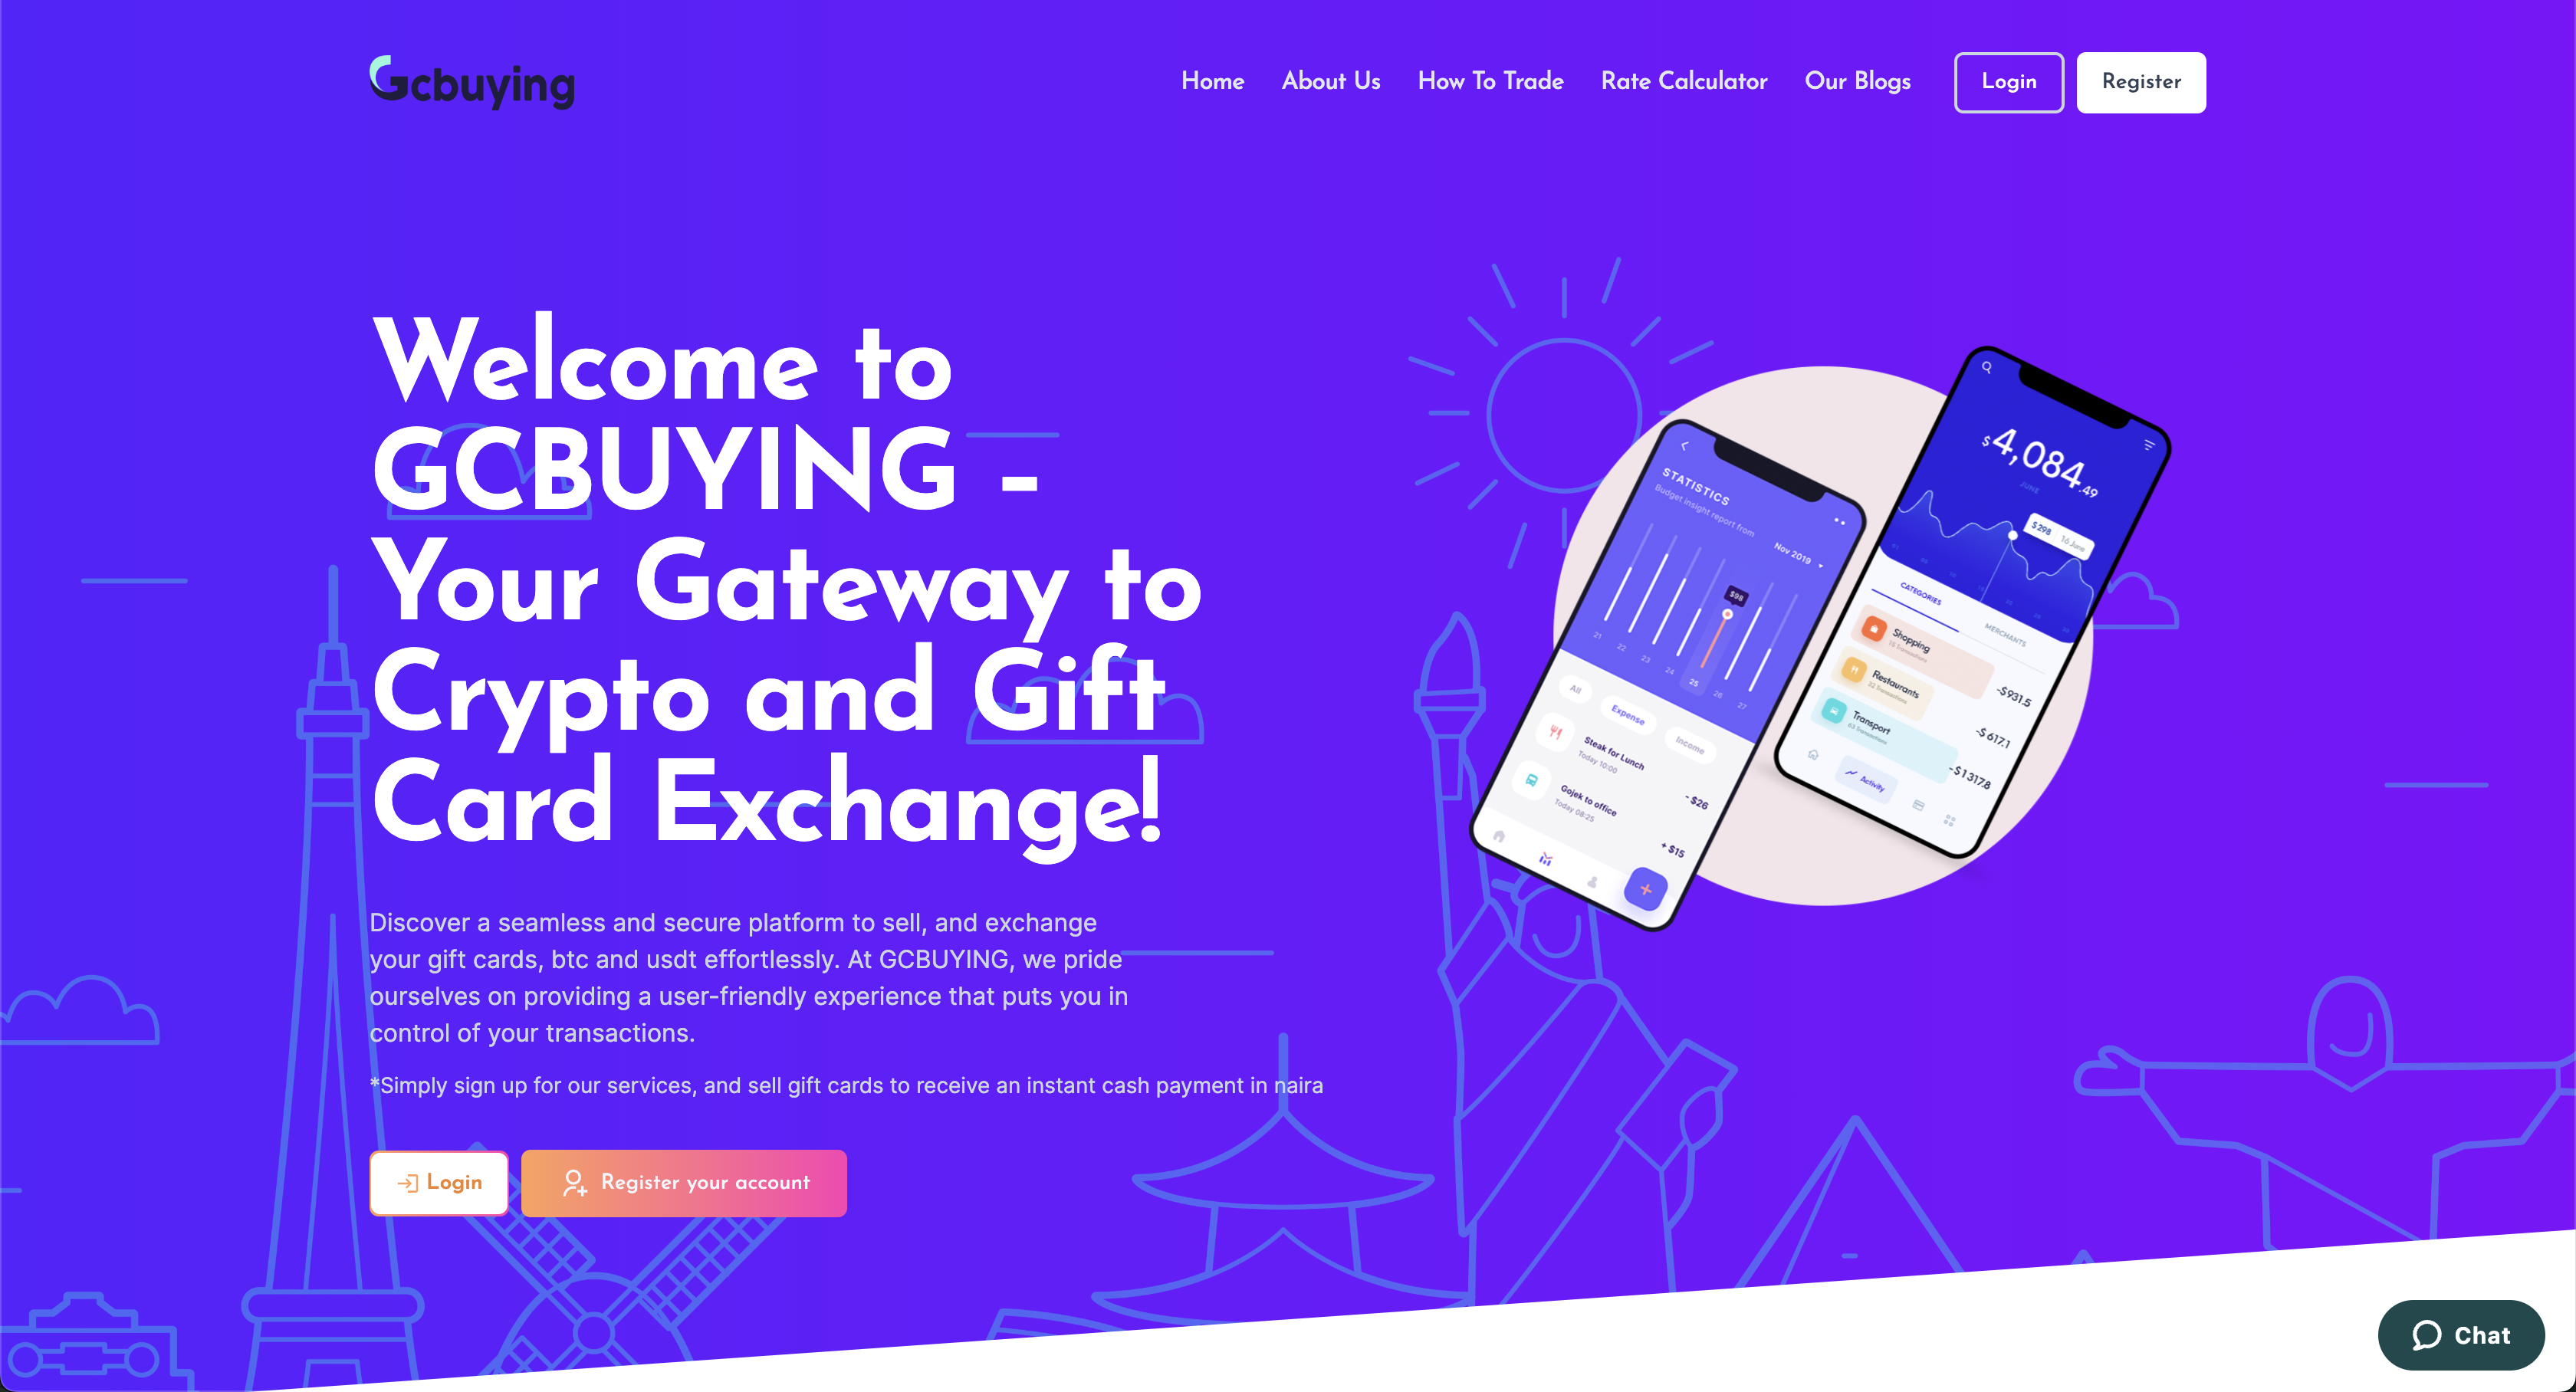 Gcbuying
Home
About Us
How To Trade
Rate Calculator
Our Blogs
Login
Register
Welcome to
GCBUYING -
Your Gateway to
Crypto and Gift
Card Exchange!
Discover a seamless and secure platform to sell, and exchange
your gift cards, btc and usdt effortlessly. At GCBUYING, we pride
ourselves on providing a user-friendly experience that puts you in
control of your transactions.
*Simply sign up for our services, and sell gift cards to receive an instant cash payment in naira
Login
Register your account
STATISTICS
Budget insight report from
Nov 2019
$98
21
22
23
24
25
26
27
All
Expense
Income
Steak for Lunch
Today 10:00
- $26
Gojek to office
Today 08:25
+ $15
$4,084.49
JUNE
$298 16 June
CATEGORIES
MERCHANTS
Shopping
-$931.5
Restaurants
-$617.1
Transport
-$1317.8
Activity
Chat